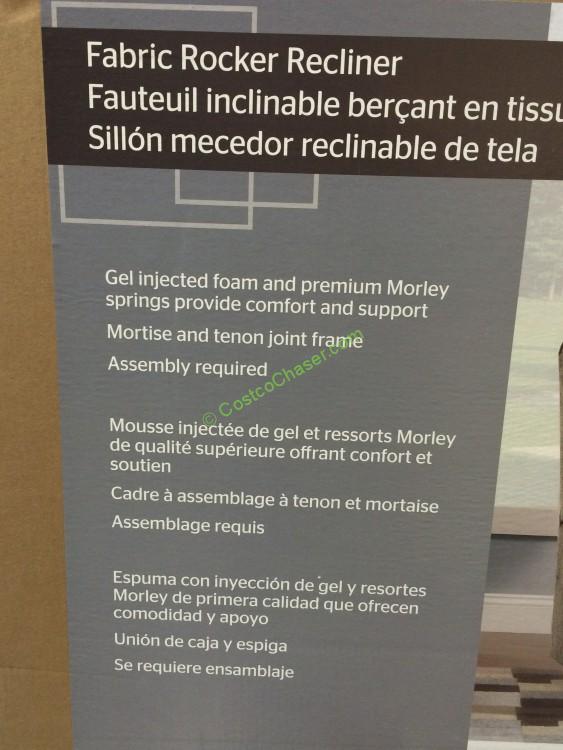 Fabric Rocker Recliner
Fauteuil inclinable berçant en tissu
Sillón mecedor reclinable de tela
Gel injected foam and premium Morley
springs provide comfort and support
Mortise and tenon joint frame
Assembly required
© CostcoChaser.com
Mousse injectée de gel et ressorts Morley
de qualité supérieure offrant confort et
soutien
Cadre à assemblage à tenon et mortaise
Assemblage requis
Espuma con inyección de gel y resortes
Morley de primera calidad que ofrecen
comodidad y apoyo
Unión de caja y espiga
Se requiere ensamblaje